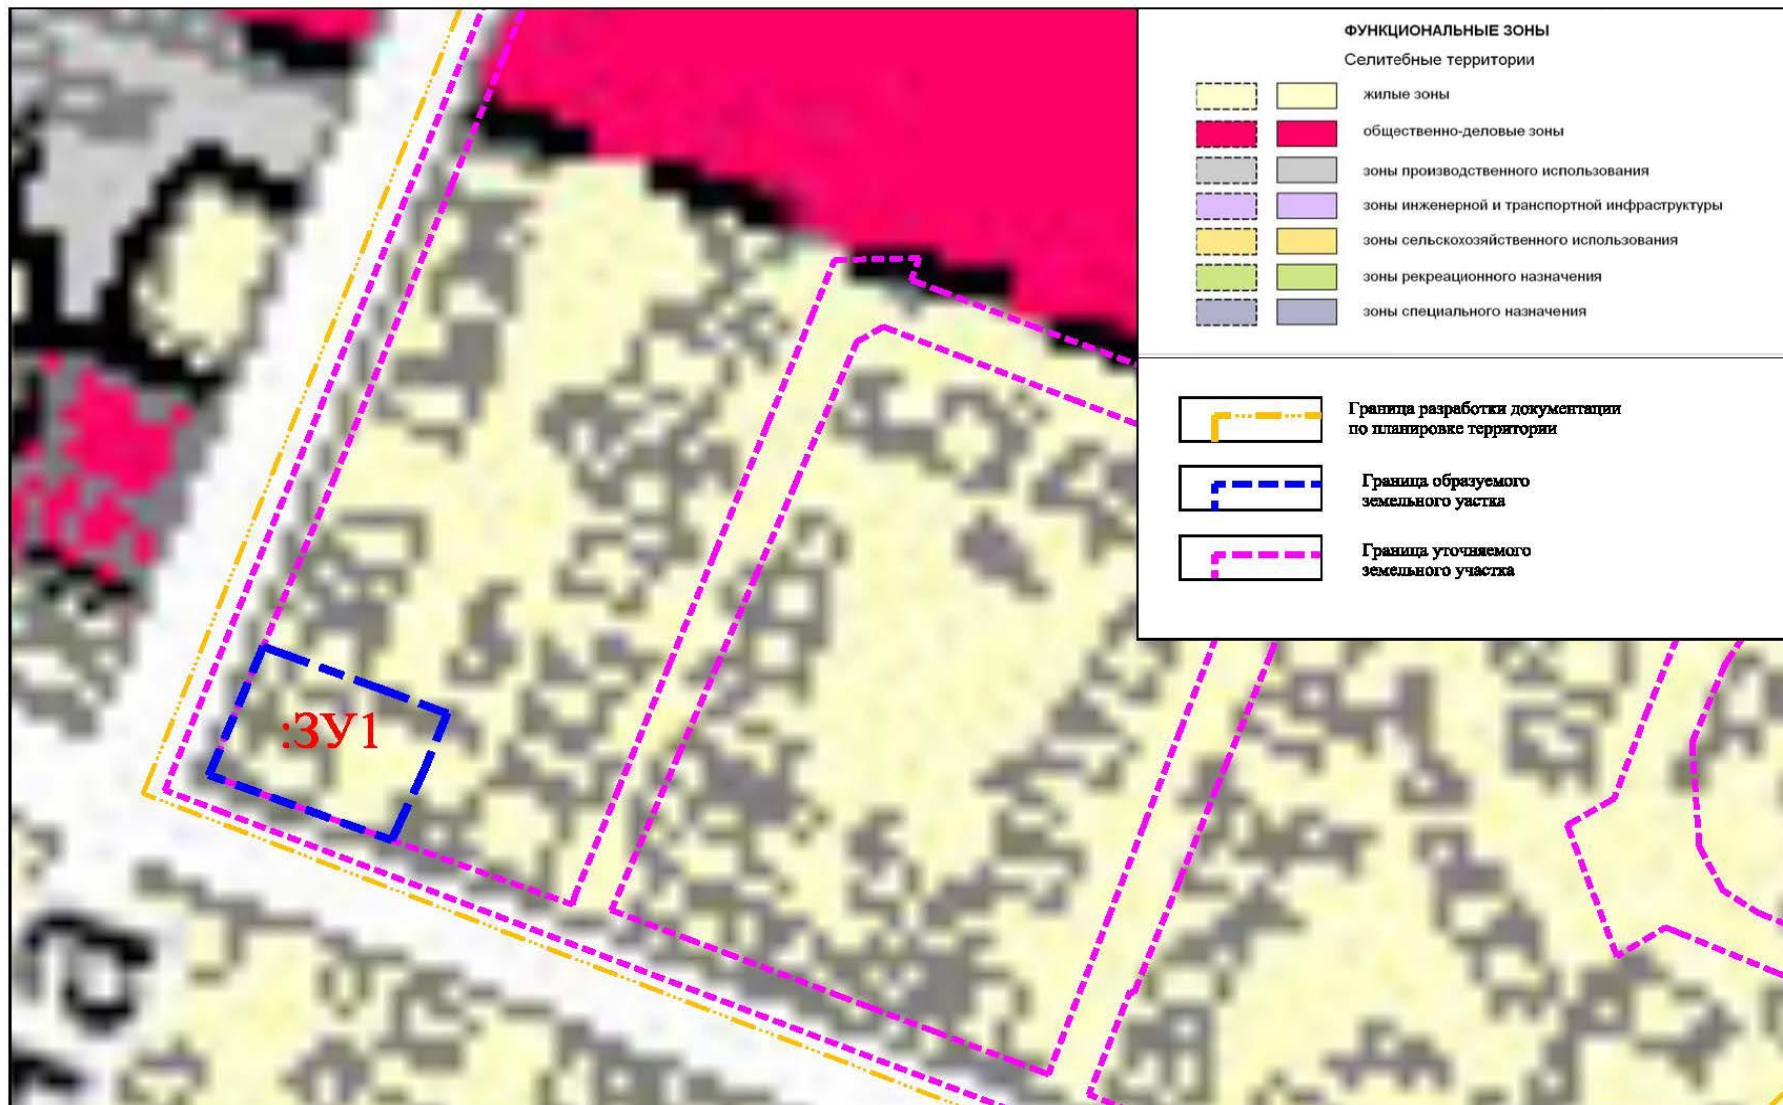 ФУНКЦИОНАЛЬНЫЕ ЗОНЫ
Селитебные территории
жилые зоны
общественно-деловые зоны
зоны производственного использования
зоны инженерной и транспортной инфраструктуры
зоны сельскохозяйственного использования
зоны рекреационного назначения
зоны специального назначения
Граница разработки документации
по планировке территории
Граница образуемого
земельного уастка
Граница уточняемого
земельного участка
:ЗУ1